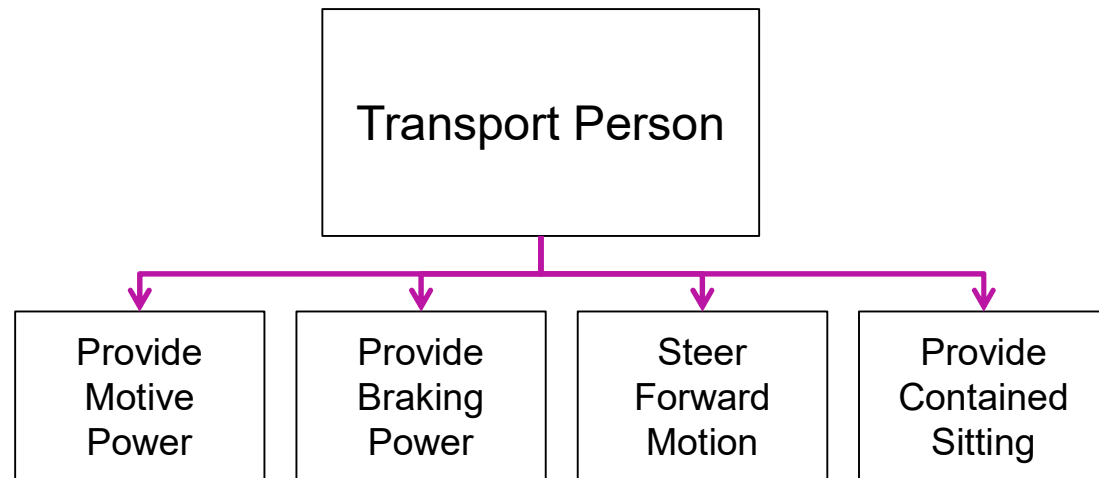 Transport Person
Provide
Motive
Power
Provide
Braking
Power
Steer
Forward
Motion
Provide
Contained
Sitting